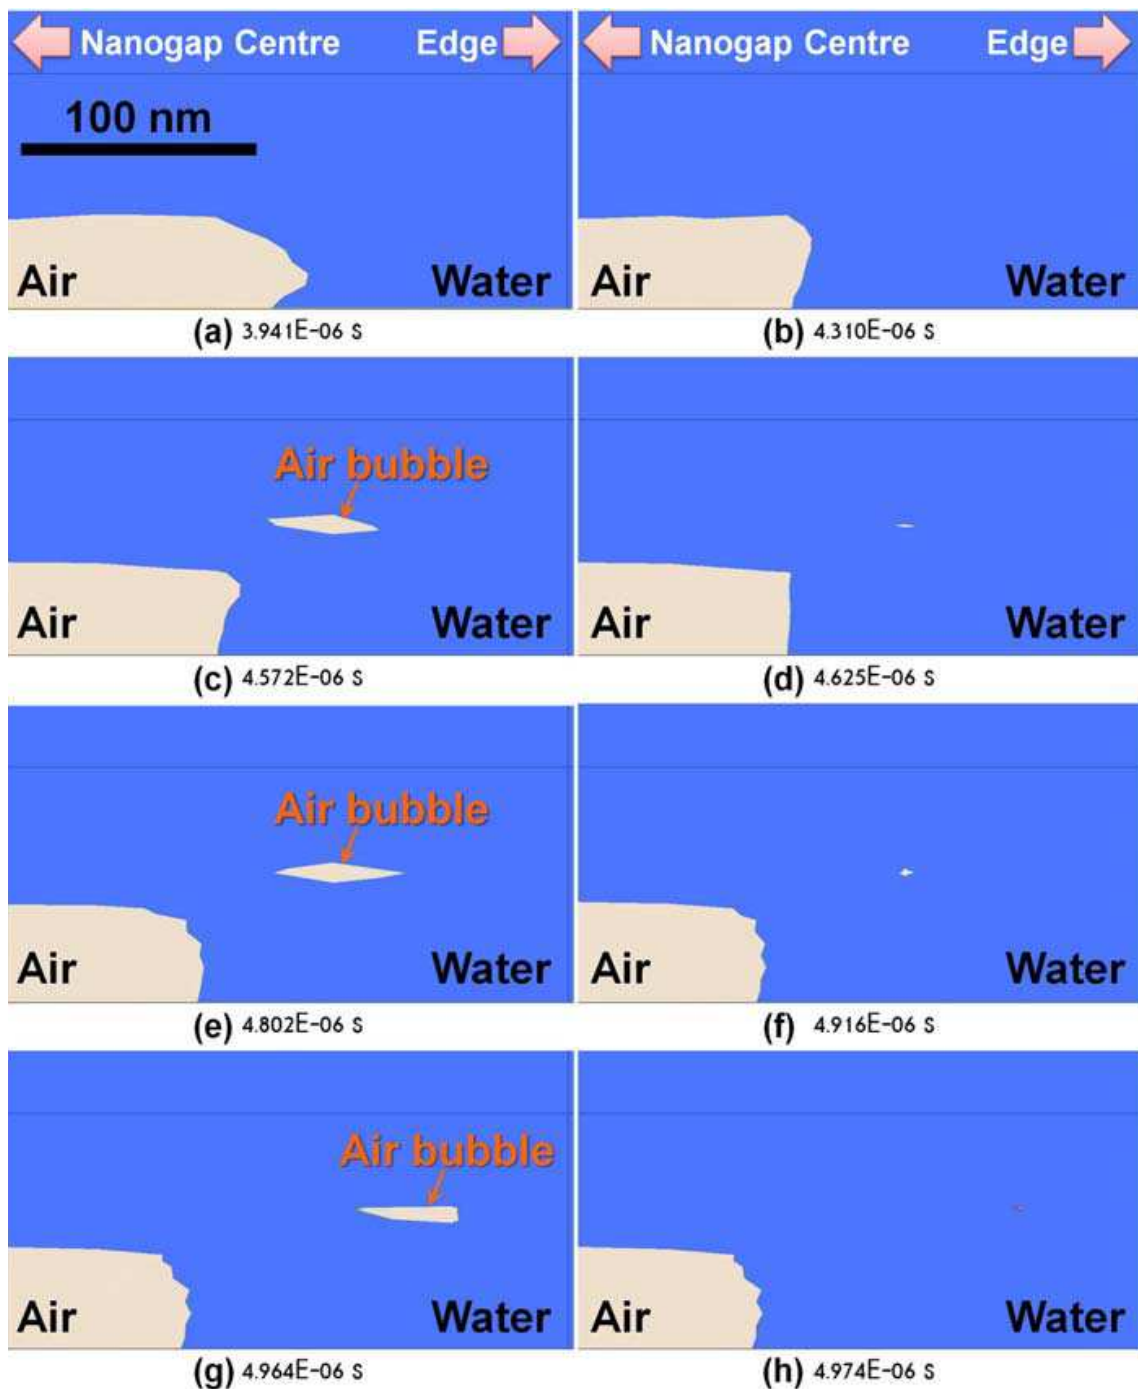 Nanogap Centre Edge
Nanogap Centre Edge
100 nm
Air Water
Air Water
(a) 3.941E-06 S
(b) 4.310E-06 S
Air bubble
Air Water
Air Water
(c) 4.572E-06 S
(d) 4.625E-06 S
Air bubble
Air Water
Air Water
(e) 4.802E-06 S
(f) 4.916E-06 S
Air bubble
Air Water
Air Water
(g) 4.964E-06 S
(h) 4.974E-06 S